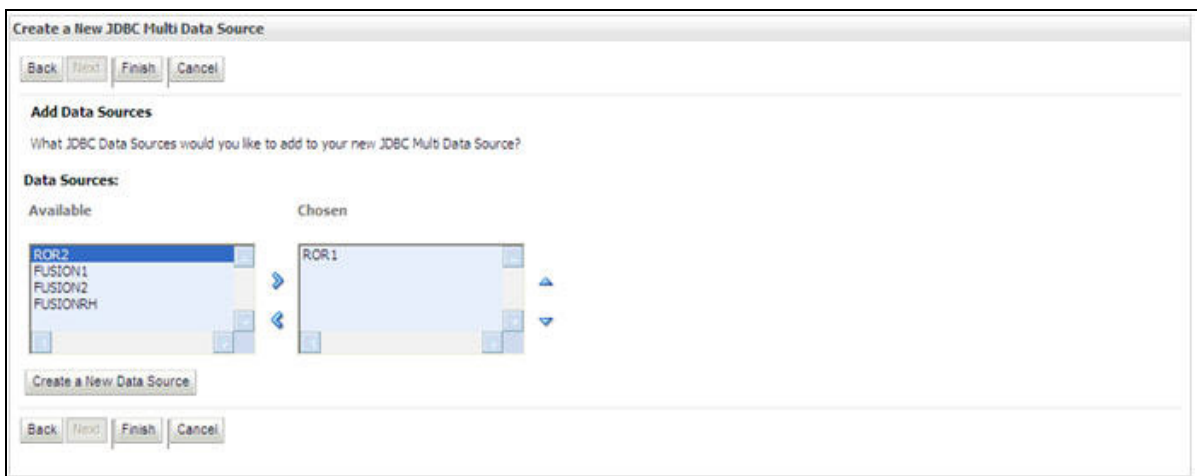 Create a New JDBC Multi Data Source
Back Next Finish Cancel
Add Data Sources
What JDBC Data Sources would you like to add to your new JDBC Multi Data Source?
Data Sources:
Available Chosen
ROR2 ROR1
FUSION1
FUSION2
FUSIONRH
Create a New Data Source
Back Next Finish Cancel